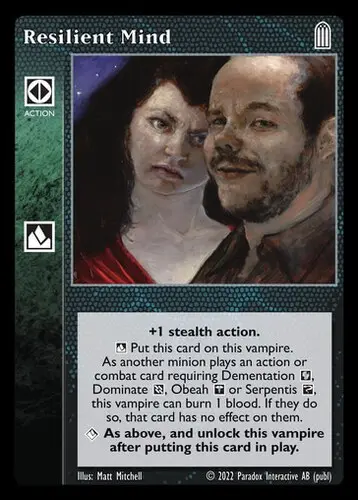 Resilient Mind
ACTION
+1 stealth action.
Put this card on this vampire.
As another minion plays an action or
combat card requiring Dementation,
Dominate, Obeah or Serpentis,
this vampire can burn 1 blood. If they do
so, that card has no effect on them.
As above, and unlock this vampire
after putting this card in play.
Illus: Matt Mitchell
© 2022 Paradox Interactive AB (publ)